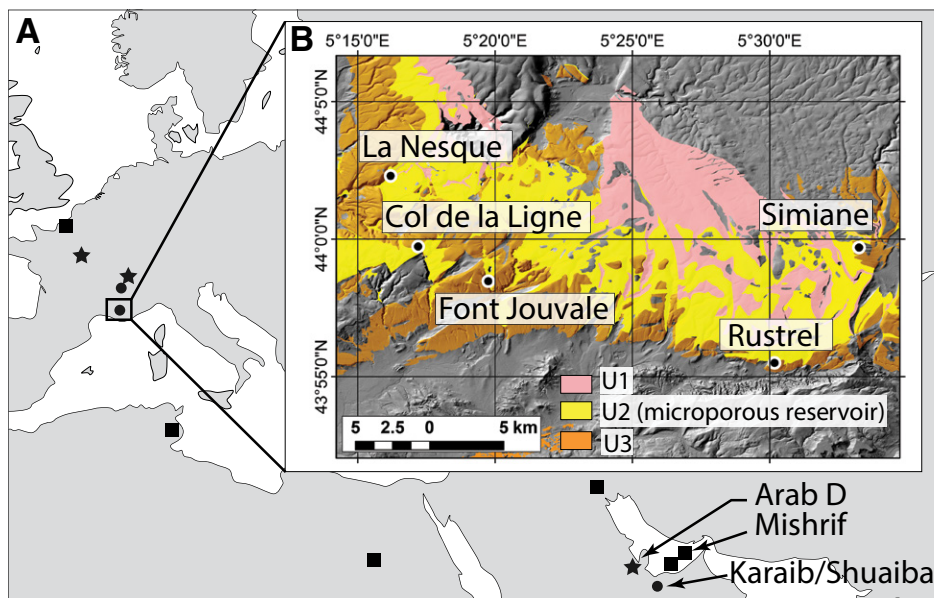 A
B
5°15'0"E 5°20'0"E 5°25'0"E 5°30'0"E
44°5'0"N
La Nesque
Col de la Ligne
Simiane
44°0'0"N
Font Jouvale
Rustrel
43°55'0"N
U1
U2 (microporous reservoir)
U3
5 2.5 0 5 km
Arab D
Mishrif
Karaib/Shuaiba